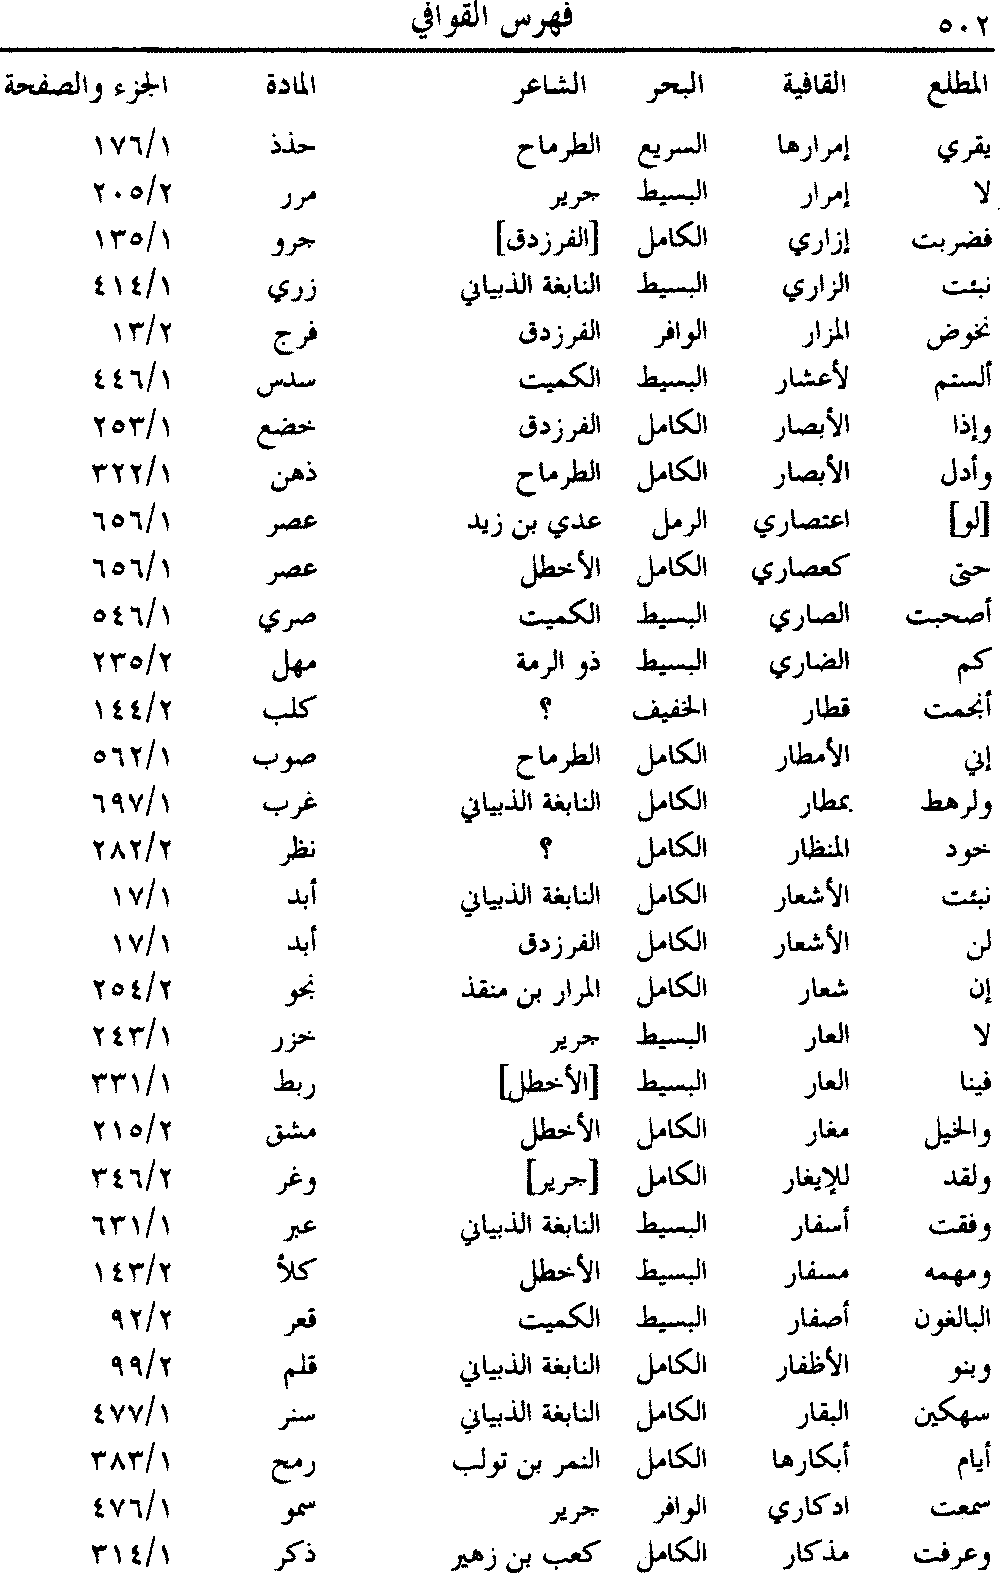 ٥٠٢ فهرس القوافي
المطلع القافية البحر الشاعر المادة الجزء والصفحة
يقري إمرارها السريع الطرماح حذذ ١٧٦/١
لا إمرار البسيط جرير مرر ٢٠٥/٢
فضربت إزاري الكامل [الفرزدق] جرو ١٣٥/١
نبئت الزاري البسيط النابغة الذبياني زري ٤١٤/١
نخوض المزار الوافر الفرزدق فرج ١٣/٢
ألستم لأعشار البسيط الكميت سدس ٤٤٦/١
وإذا الأبصار الكامل الفرزدق خضع ٢٥٣/١
وأدل الأبصار الكامل الطرماح ذهن ٣٢٢/١
[لو] اعتصاري الرمل عدي بن زيد عصر ٦٥٦/١
حتى كعصاري الكامل الأخطل عصر ٦٥٦/١
أصحبت الصاري البسيط الكميت صري ٥٤٦/١
كم الضاري البسيط ذو الرمة مهل ٢٣٥/٢
أنجمت قطار الخفيف ؟ كلب ١٤٤/٢
إني الأمطار الكامل الطرماح صوب ٥٦٢/١
ولرهط بمطار الكامل النابغة الذبياني غرب ٦٩٧/١
خود المنظار الكامل ؟ نظر ٢٨٢/٢
نبئت الأشعار الكامل النابغة الذبياني أبد ١٧/١
لن الأشعار الكامل الفرزدق أبد ١٧/١
إن شعار الكامل المرار بن منقذ نحو ٢٥٤/٢
لا العار البسيط جرير خزر ٢٤٣/١
فينا العار البسيط [الأخطل] ربط ٣٣١/١
والخيل مغار الكامل الأخطل مشق ٢١٥/٢
ولقد للإيغار الكامل [جرير] وغر ٣٤٦/٢
وفقت أسفار البسيط النابغة الذبياني عبر ٦٣١/١
ومهمه مسفار البسيط الأخطل كلأ ١٤٣/٢
البالغون أصفار البسيط الكميت قعر ٩٢/٢
وبنو الأظفار الكامل النابغة الذبياني قلم ٩٩/٢
سهكين البقار الكامل النابغة الذبياني سنر ٤٧٧/١
أيام أبكارها الكامل النمر بن تولب رمح ٣٨٣/١
سمعت ادكاري الوافر جرير سمو ٤٧٦/١
وعرفت مذكار الكامل كعب بن زهير ذكر ٣١٤/١